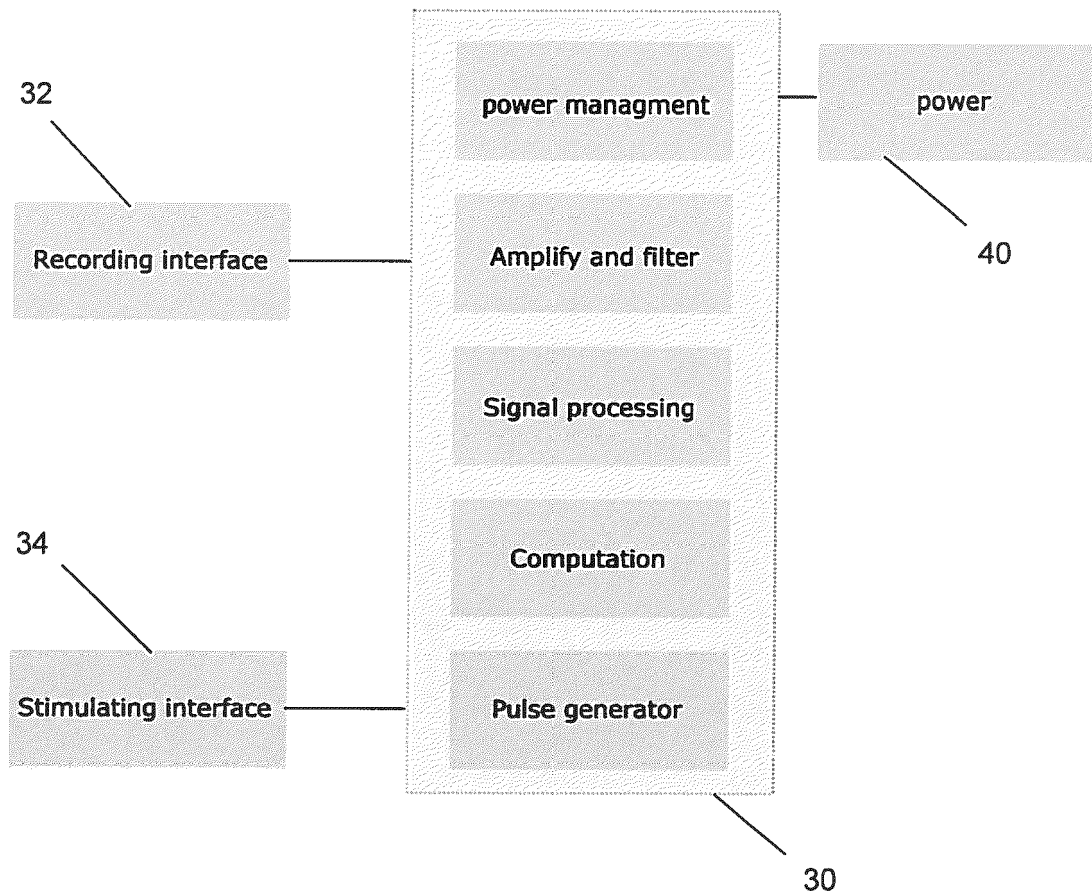 power managment
power
32
Recording interface
Amplify and filter
40
Signal processing
34
Computation
Stimulating interface
Pulse generator
30